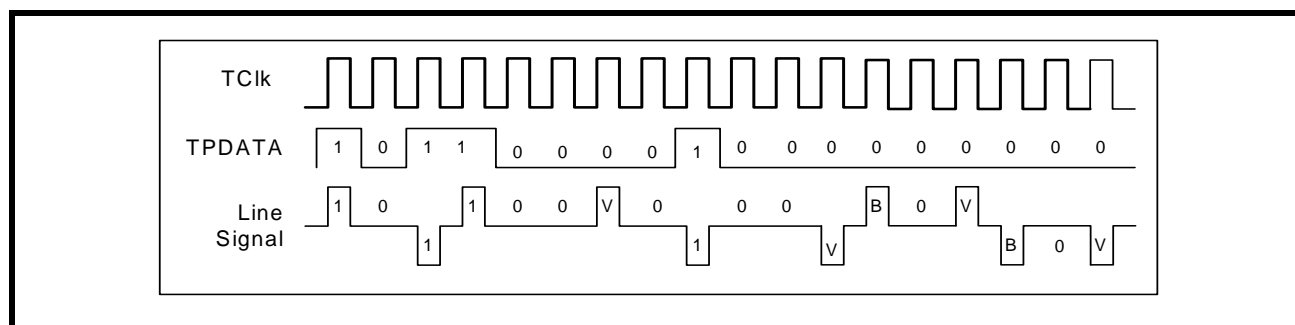 TClk
TPDATA 1 0 1 1 0 0 0 0 1 0 0 0 0 0 0 0 0 0
Line Signal 1 0 1 1 0 0 V 0 1 0 0 V B 0 V B 0 V